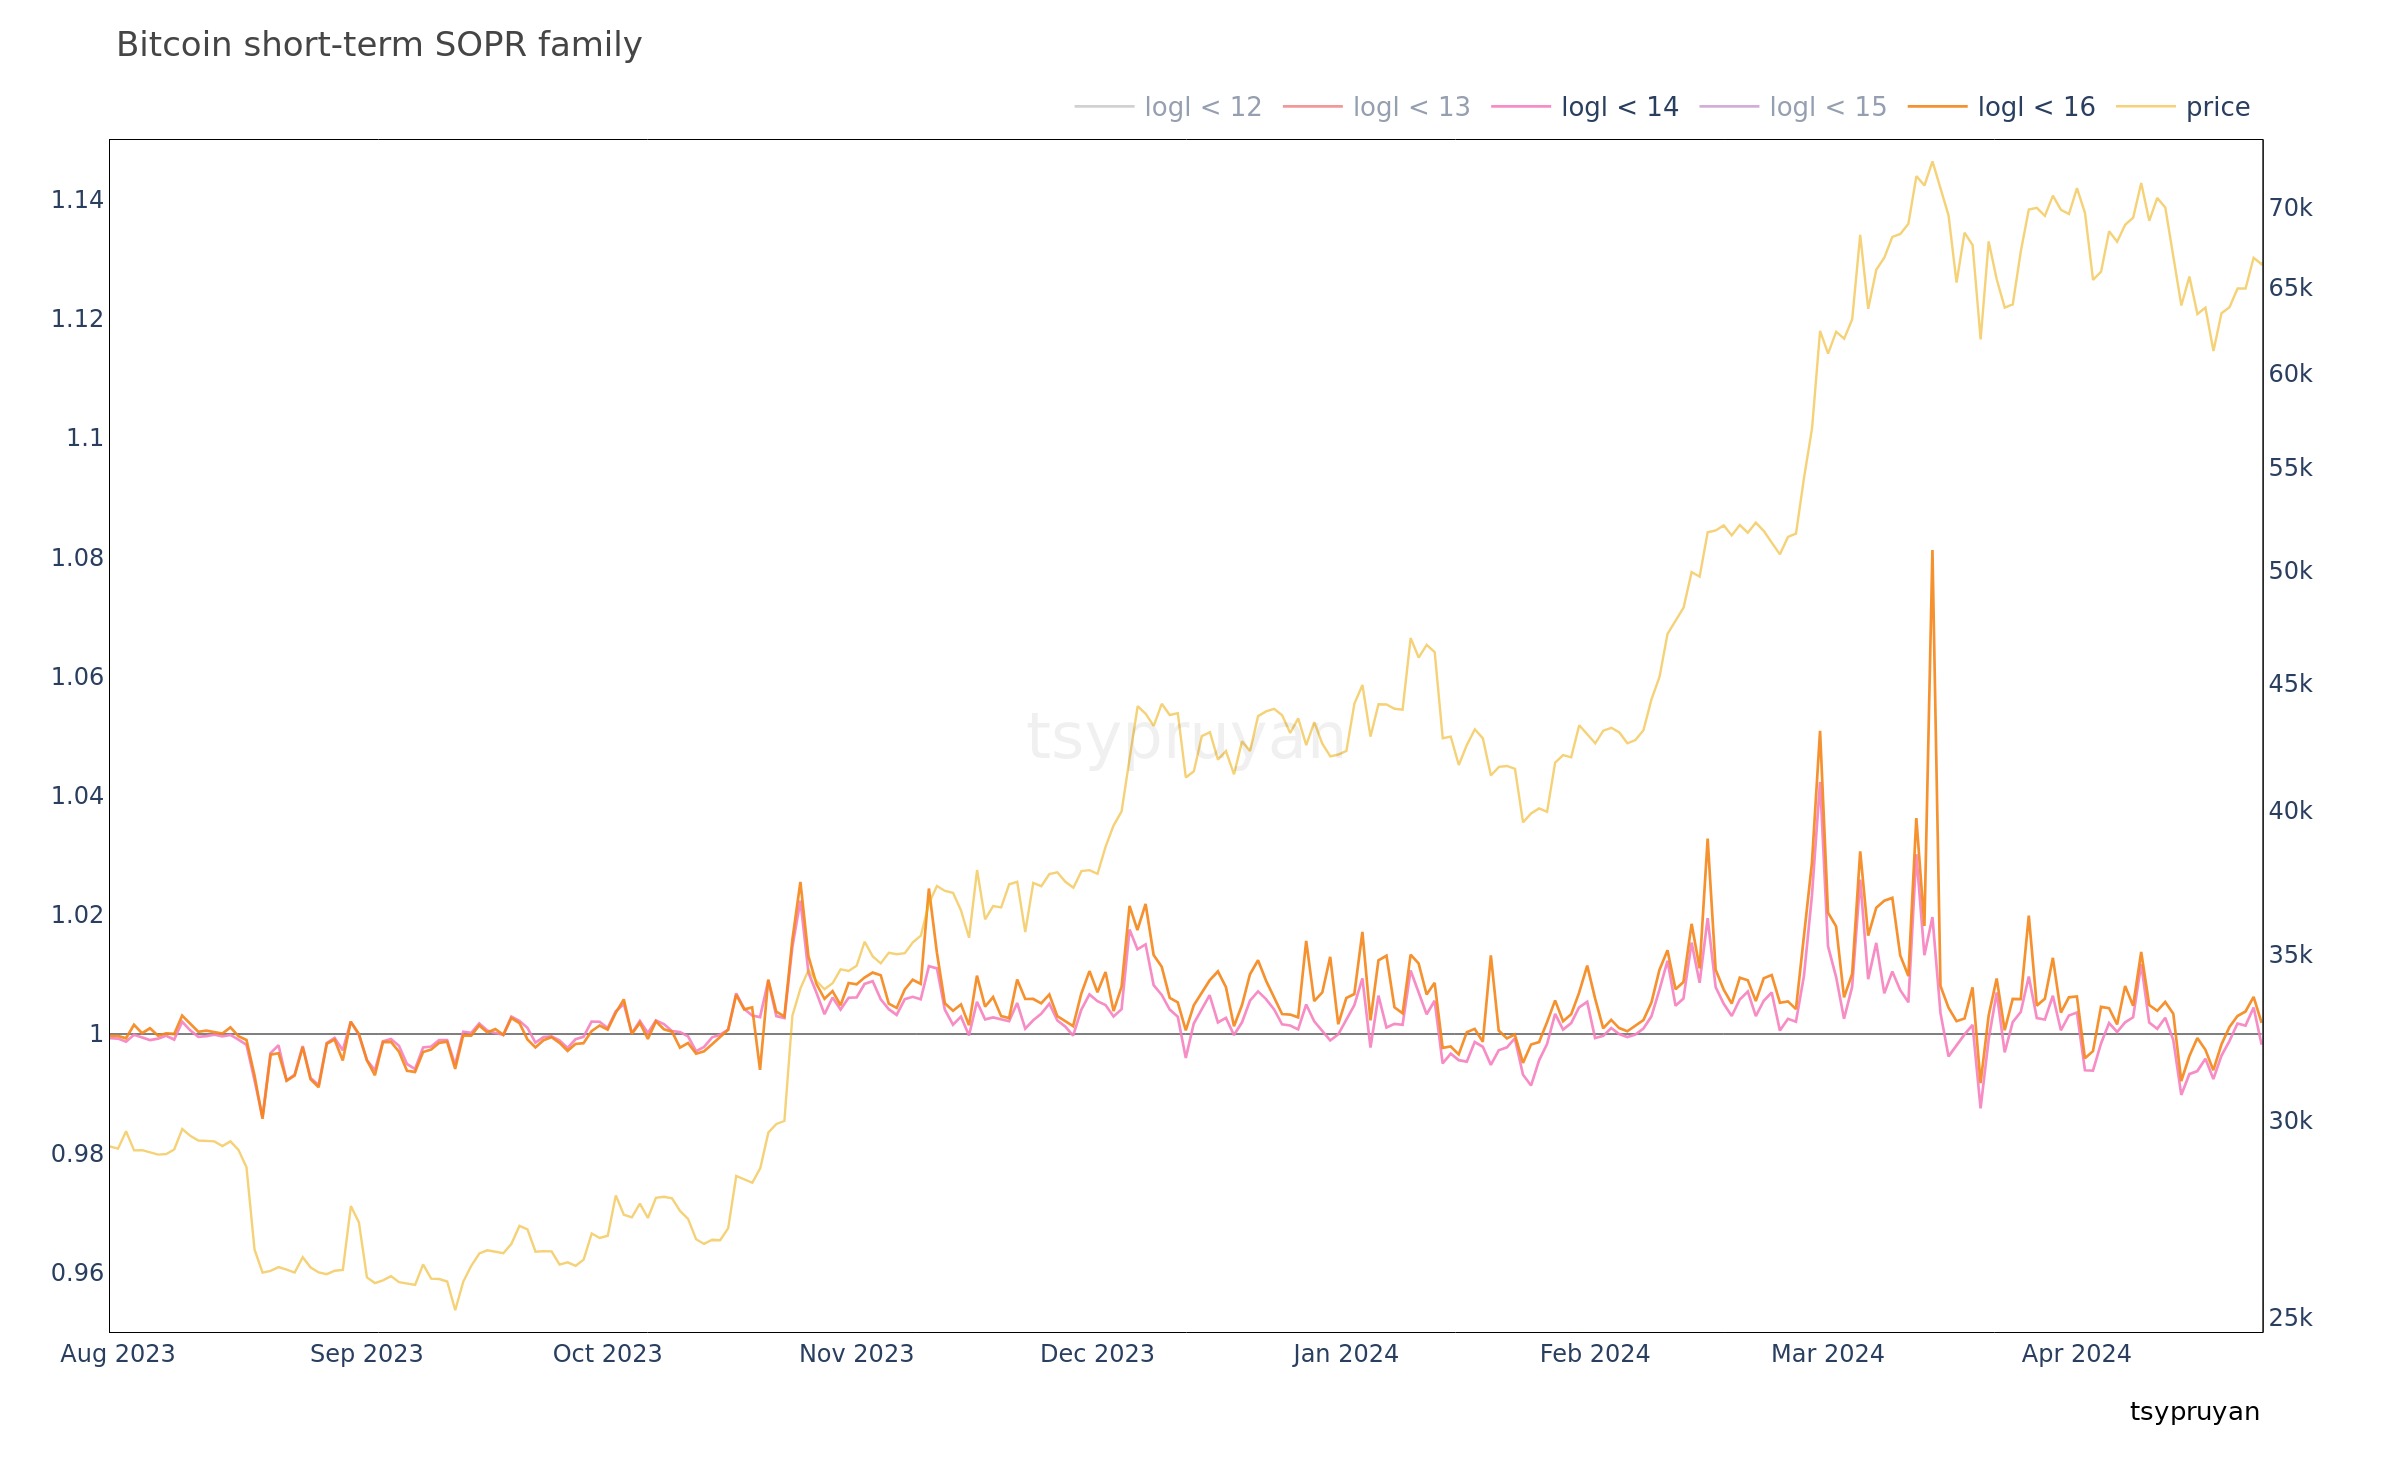 Bitcoin short-term SOPR family
logl < 12 logl < 13 logl < 14 logl < 15 logl < 16 price
1.14
1.12
1.1
1.08
1.06
1.04
1.02
1
0.98
0.96
70k
65k
60k
55k
50k
45k
40k
35k
30k
25k
tsypruyan
Aug 2023 Sep 2023 Oct 2023 Nov 2023 Dec 2023 Jan 2024 Feb 2024 Mar 2024 Apr 2024
tsypruyan